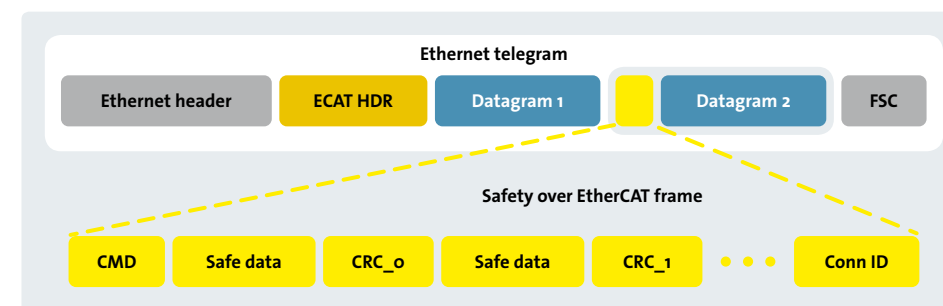 Ethernet telegram
Ethernet header ECAT HDR Datagram 1 Datagram 2 FSC
Safety over EtherCAT frame
CMD Safe data CRC_0 Safe data CRC_1 Conn ID